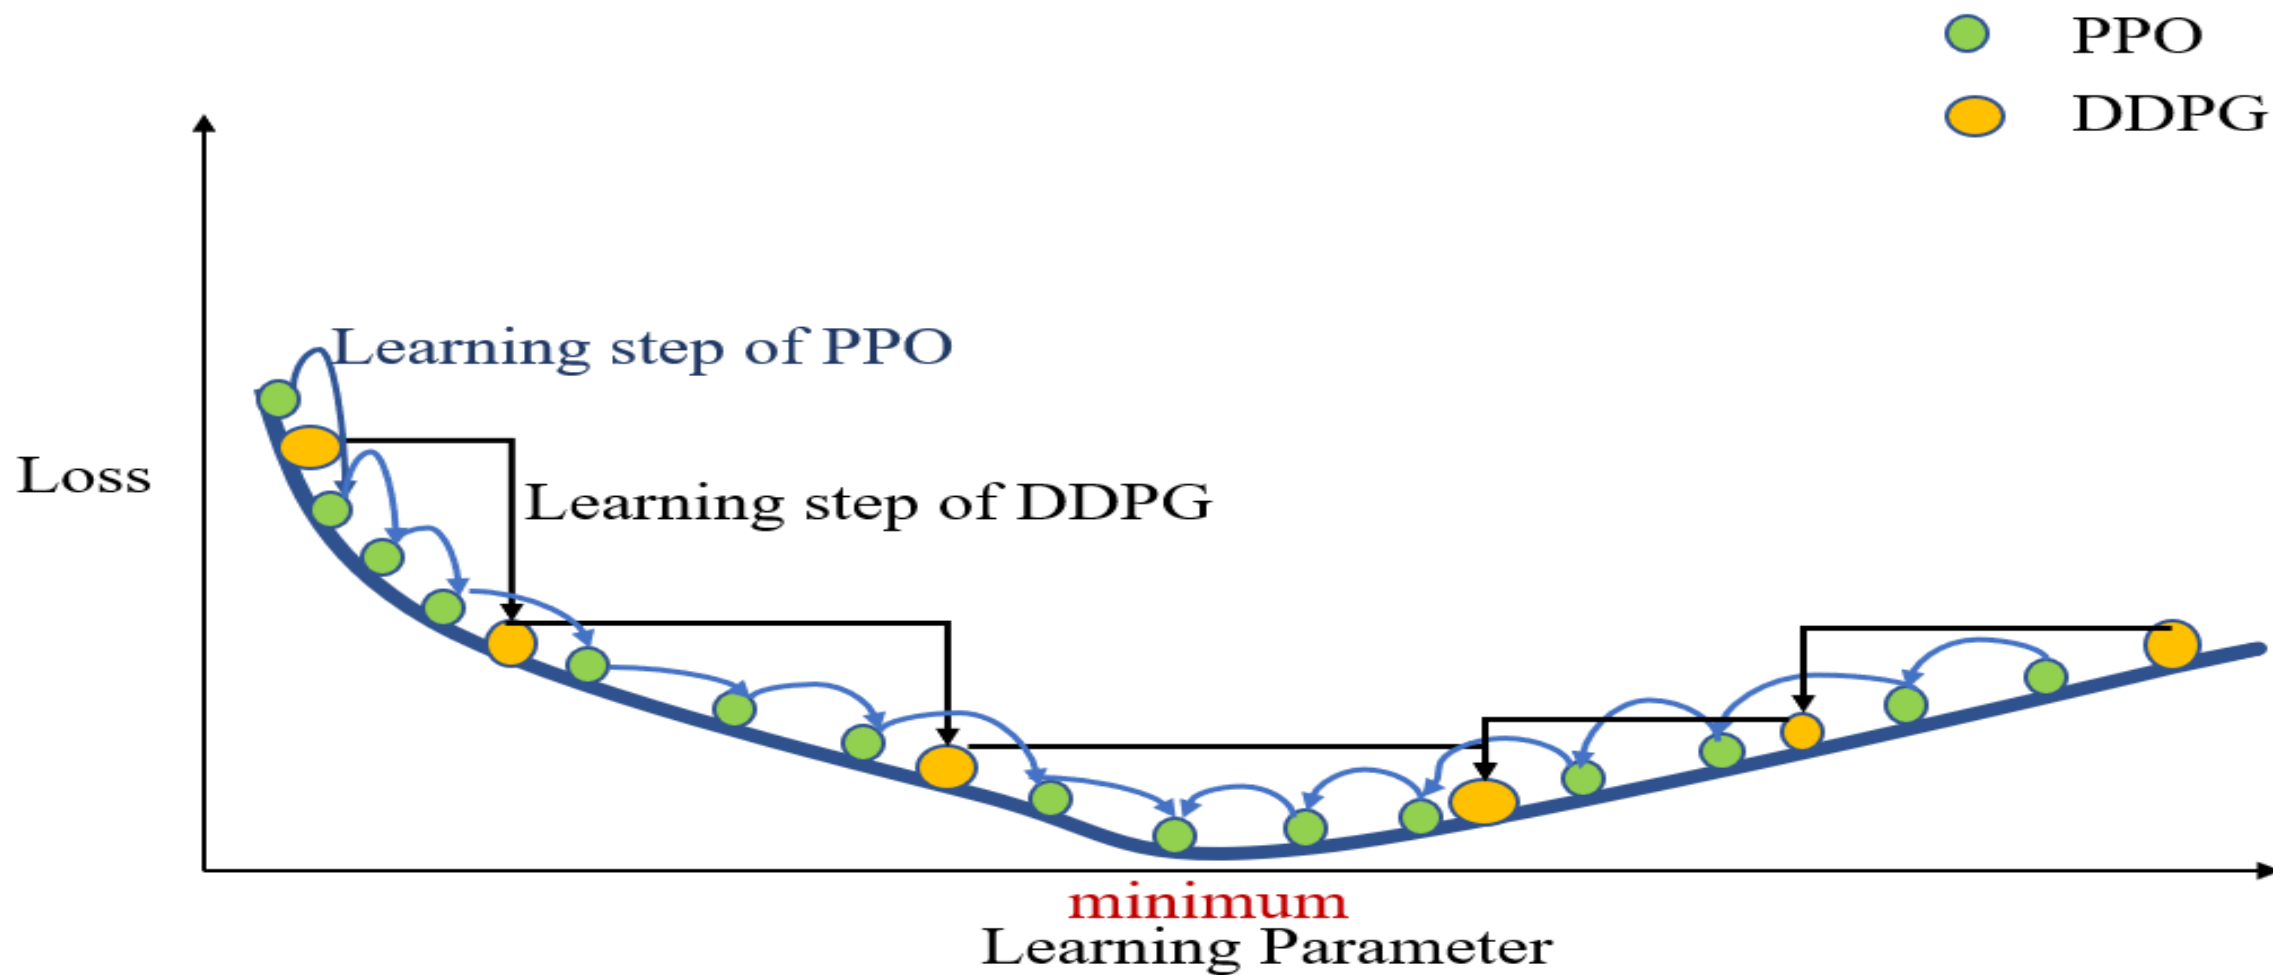 PPO
DDPG
Learning step of PPO
Loss
Learning step of DDPG
minimum
Learning Parameter